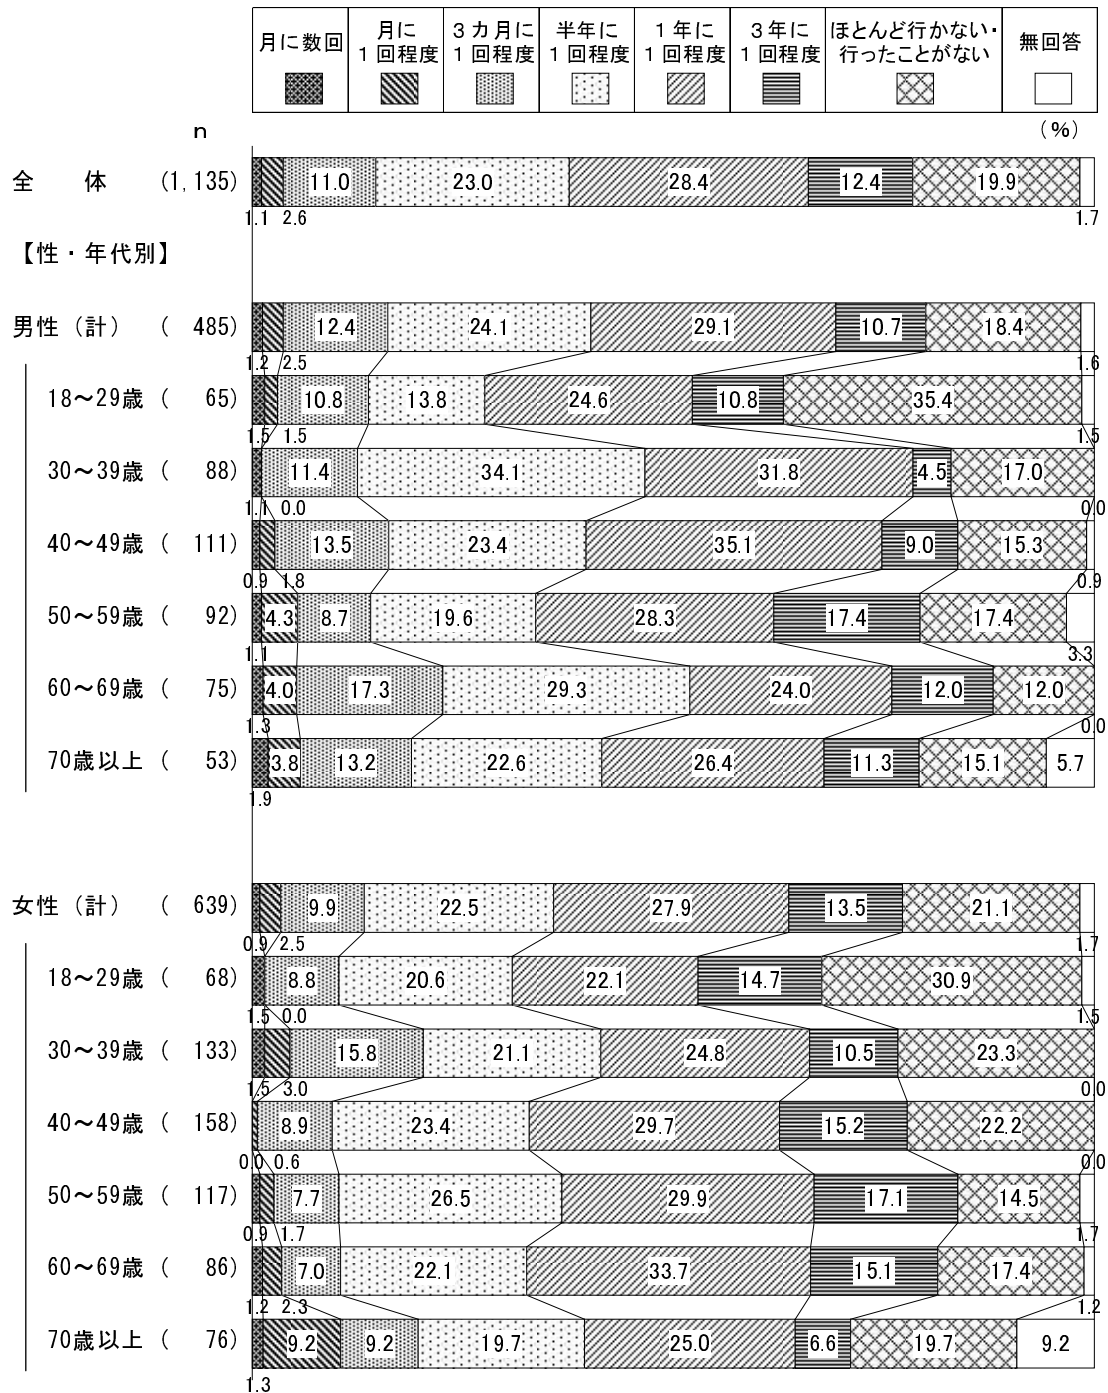 月に数回 月に１回程度 ３カ月に１回程度 半年に１回程度 １年に１回程度 ３年に１回程度 ほとんど行かない・行ったことがない 無回答
n (％)
全 体 (1,135) 11.0 23.0 28.4 12.4 19.9
1.1 2.6 1.7
【性・年代別】
男性（計） ( 485) 12.4 24.1 29.1 10.7 18.4
1.2 2.5 1.6
18～29歳 ( 65) 10.8 13.8 24.6 10.8 35.4
1.5 1.5 1.5
30～39歳 ( 88) 11.4 34.1 31.8 4.5 17.0
1.1 0.0 0.0
40～49歳 ( 111) 13.5 23.4 35.1 9.0 15.3
0.9 1.8 0.9
50～59歳 ( 92) 4.3 8.7 19.6 28.3 17.4 17.4
1.1 3.3
60～69歳 ( 75) 4.0 17.3 29.3 24.0 12.0 12.0
1.3 0.0
70歳以上 ( 53) 3.8 13.2 22.6 26.4 11.3 15.1 5.7
1.9
女性（計） ( 639) 9.9 22.5 27.9 13.5 21.1
0.9 2.5 1.7
18～29歳 ( 68) 8.8 20.6 22.1 14.7 30.9
1.5 0.0 1.5
30～39歳 ( 133) 15.8 21.1 24.8 10.5 23.3
1.5 3.0 0.0
40～49歳 ( 158) 8.9 23.4 29.7 15.2 22.2
0.0 0.6 0.0
50～59歳 ( 117) 7.7 26.5 29.9 17.1 14.5
0.9 1.7 1.7
60～69歳 ( 86) 7.0 22.1 33.7 15.1 17.4
1.2 2.3 1.2
70歳以上 ( 76) 9.2 9.2 19.7 25.0 6.6 19.7 9.2
1.3